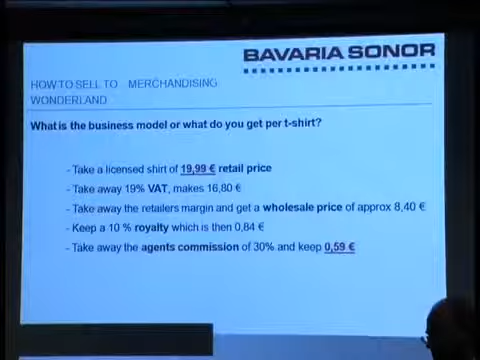 BAVARIA SONOR
HOW TO SELL TO MERCHANDISING
WONDERLAND
What is the business model or what do you get per t-shirt?
- Take a licensed shirt of 19,99 € retail price
- Take away 19% VAT, makes 16,80 €
- Take away the retailers margin and get a wholesale price of approx 8,40 €
- Keep a 10 % royalty which is then 0,84 €
- Take away the agents commission of 30% and keep 0,59 €